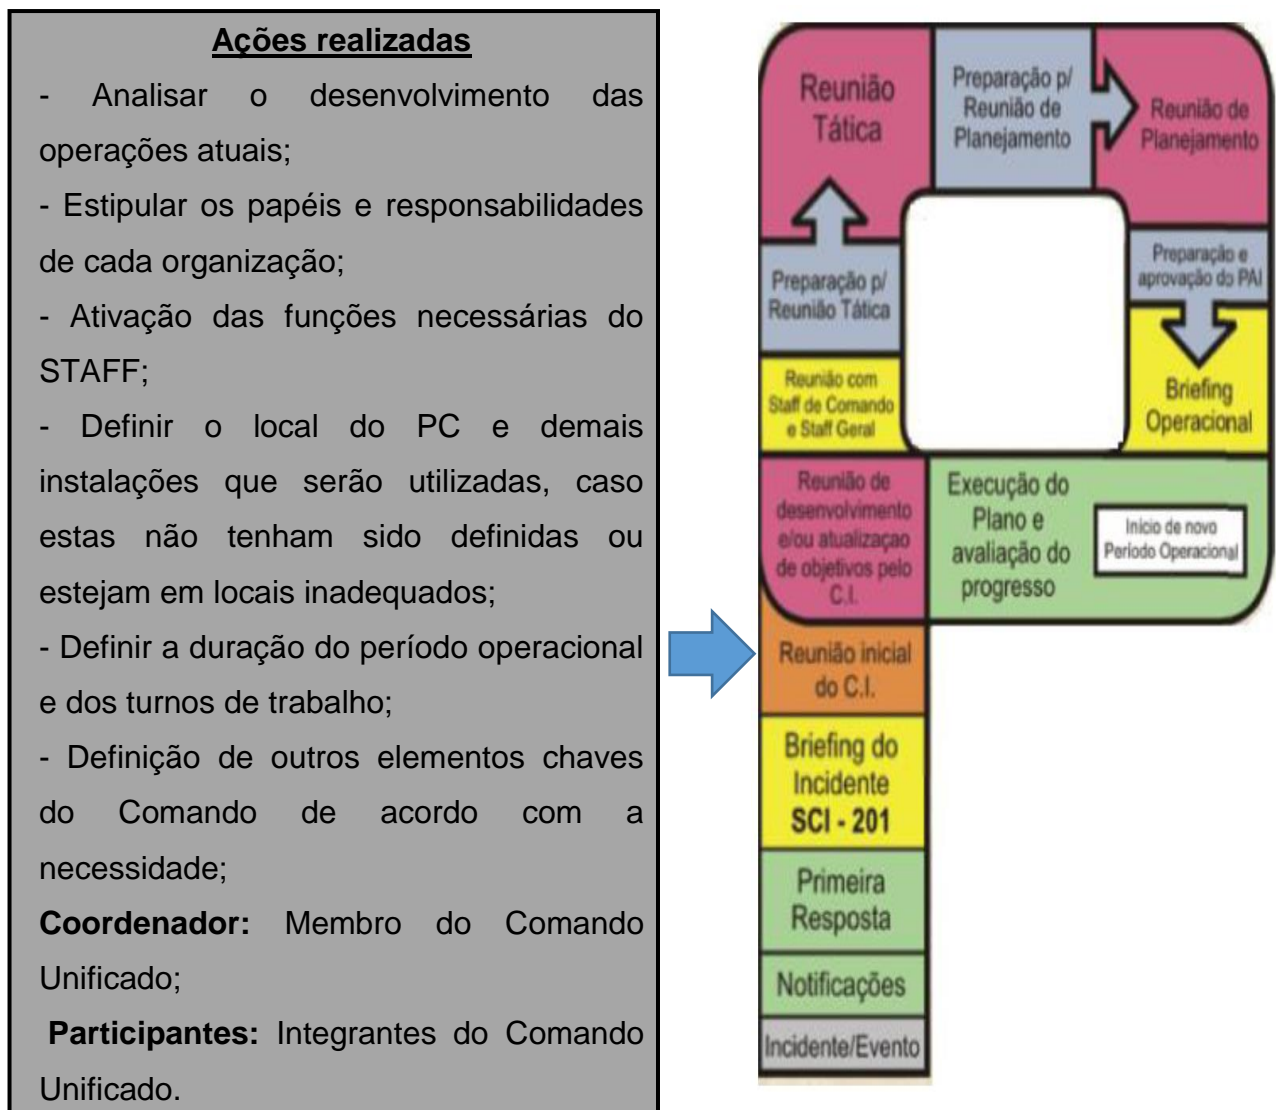 Ações realizadas
- Analisar o desenvolvimento das
operações atuais;
- Estipular os papéis e responsabilidades
de cada organização;
- Ativação das funções necessárias do
STAFF;
- Definir o local do PC e demais
instalações que serão utilizadas, caso
estas não tenham sido definidas ou
estejam em locais inadequados;
- Definir a duração do período operacional
e dos turnos de trabalho;
- Definição de outros elementos chaves
do Comando de acordo com a
necessidade;
Coordenador: Membro do Comando
Unificado;
Participantes: Integrantes do Comando
Unificado.
Reunião
Tática
Preparação p/
Reunião de
Planejamento
Reunião de
Planejamento
Preparação p/
Reunião Tática
Preparação e
aprovação do PAI
Reunião com
Staff de Comando
e Staff Geral
Briefing
Operacional
Reunião de
desenvolvimento
e/ou atualizaçao
de objetivos pelo
C.I.
Execução do
Plano e
avaliação do
progresso
Início de novo
Período Operacional
Reunião inicial
do C.I.
Briefing do
Incidente
SCI - 201
Primeira
Resposta
Notificações
Incidente/Evento